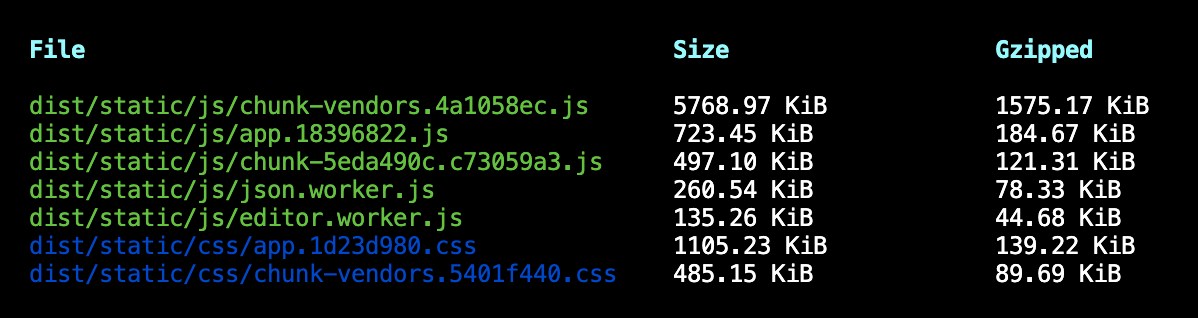 File Size Gzipped
dist/static/js/chunk-vendors.4a1058ec.js 5768.97 KiB 1575.17 KiB
dist/static/js/app.18396822.js 723.45 KiB 184.67 KiB
dist/static/js/chunk-5eda490c.c73059a3.js 497.10 KiB 121.31 KiB
dist/static/js/json.worker.js 260.54 KiB 78.33 KiB
dist/static/js/editor.worker.js 135.26 KiB 44.68 KiB
dist/static/css/app.1d23d980.css 1105.23 KiB 139.22 KiB
dist/static/css/chunk-vendors.5401f440.css 485.15 KiB 89.69 KiB